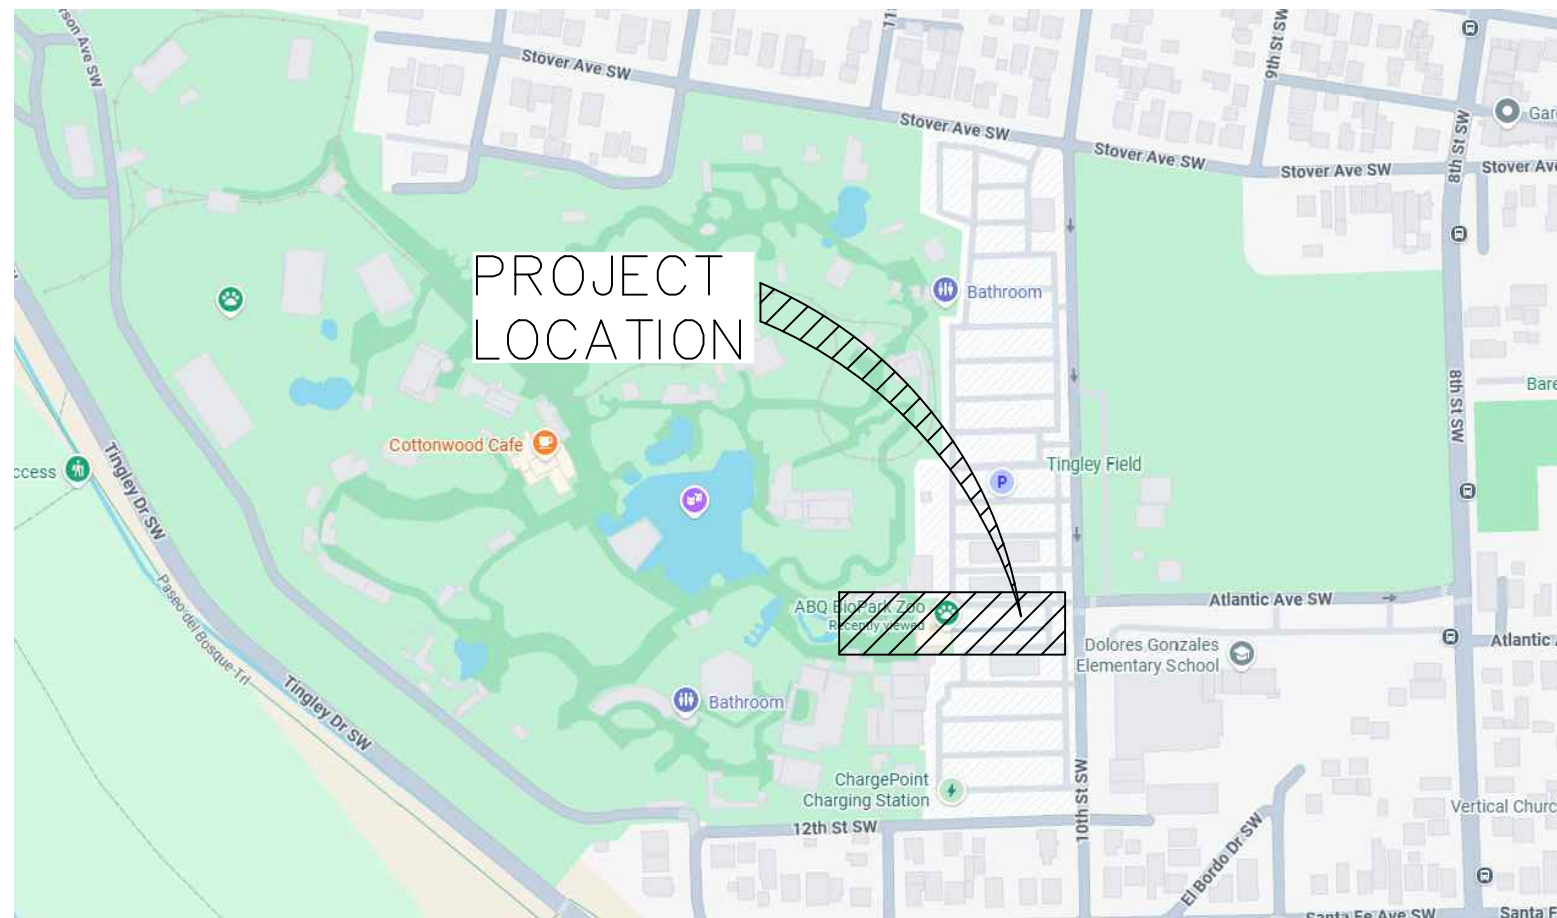 Stover Ave SW
Stover Ave SW
Stover Ave SW
Stover Ave SW
Stover Ave
9th St SW
8th St SW
PROJECT
LOCATION
Bathroom
Cottonwood Cafe
Tingley Dr SW
P
Tingley Field
8th St SW
Paseo del Bosque Trl
ABQ BioPark Zoo
Recently viewed
Atlantic Ave SW
Dolores Gonzales
Elementary School
Atlantic
Tingley Dr SW
Bathroom
ChargePoint
Charging Station
12th St SW
10th St SW
El Bordo Dr SW
Vertical Churc
Santa Fe Ave SW